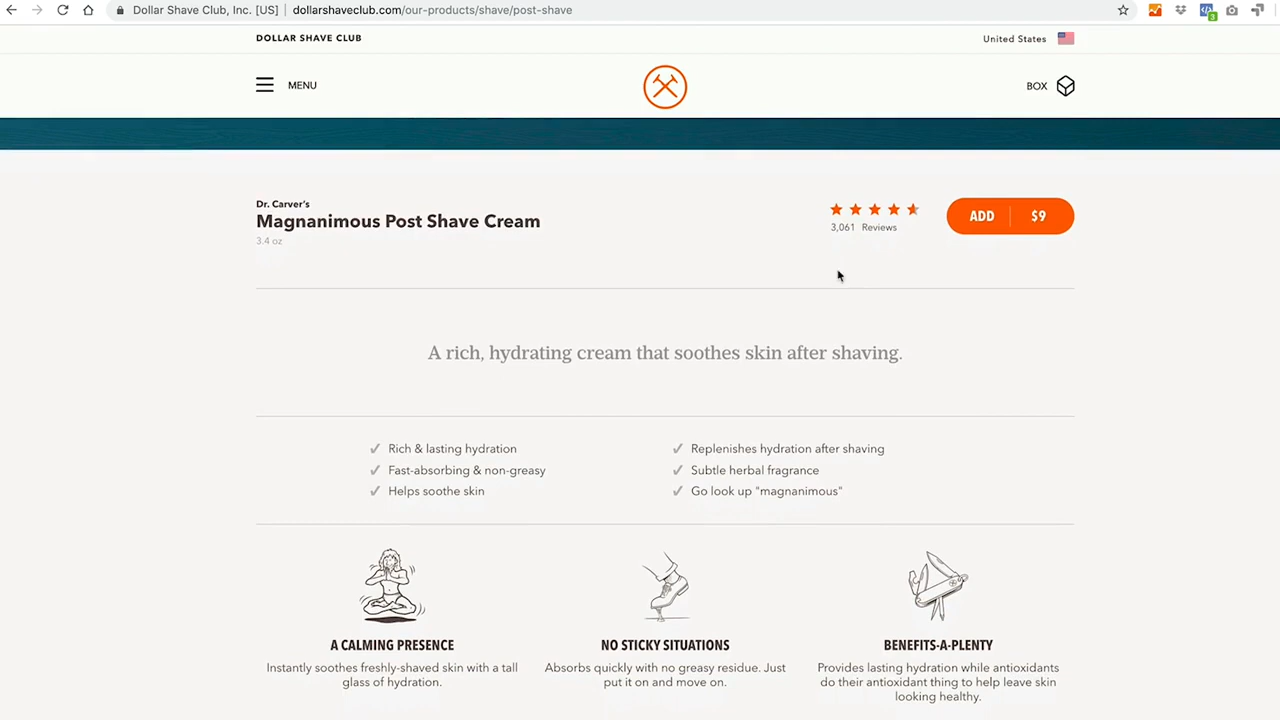 Dollar Shave Club, Inc. [US] | dollarshaveclub.com/our-products/shave/post-shave
3
DOLLAR SHAVE CLUB
United States
MENU
BOX
Dr. Carver's
Magnanimous Post Shave Cream
3.4 oz
3,061 Reviews
ADD | $9
A rich, hydrating cream that soothes skin after shaving.
Rich & lasting hydration
Fast-absorbing & non-greasy
Helps soothe skin
Replenishes hydration after shaving
Subtle herbal fragrance
Go look up "magnanimous"
A CALMING PRESENCE
Instantly soothes freshly-shaved skin with a tall
glass of hydration.
NO STICKY SITUATIONS
Absorbs quickly with no greasy residue. Just
put it on and move on.
BENEFITS-A-PLENTY
Provides lasting hydration while antioxidants
do their antioxidant thing to help leave skin
looking healthy.